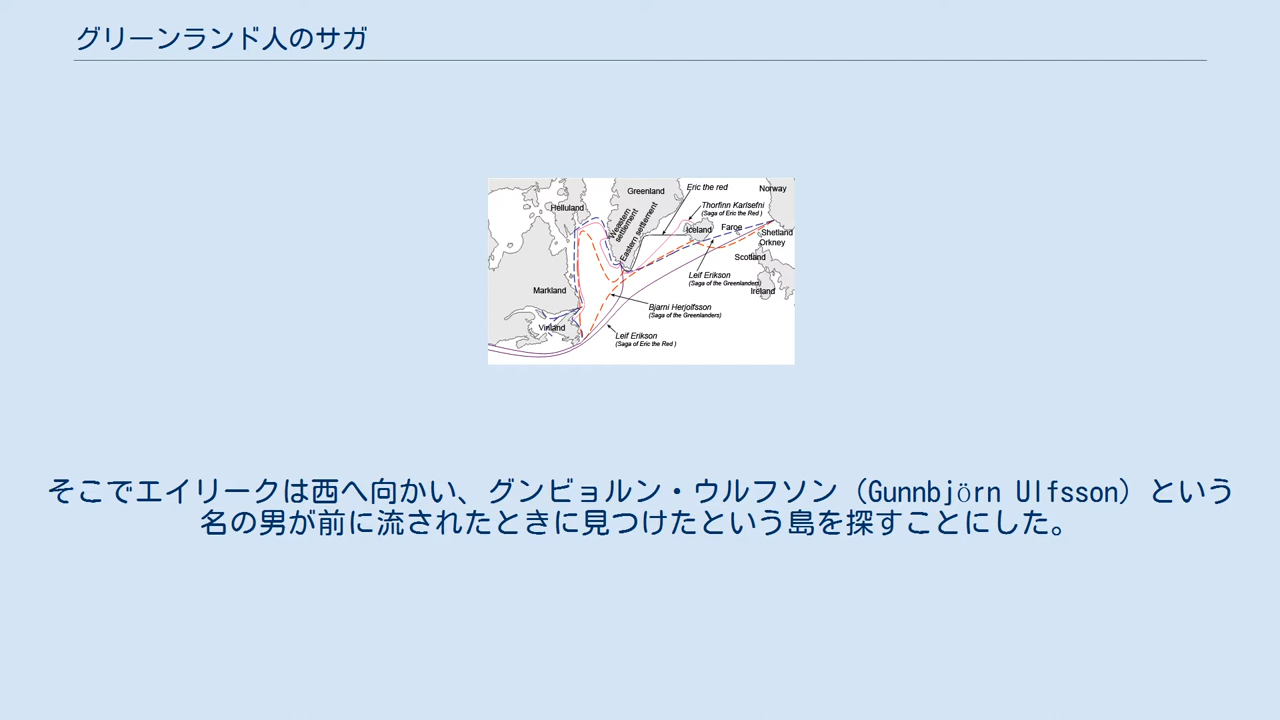 グリーンランド人のサガ
Greenland
Eric the red
Norway
Helluland
Thorfinn Karlsefni
(Saga of Eric the Red )
Western
settlement
Eastern settlement
Iceland
Faroe
Shetland
Orkney
Scotland
Leif Erikson
(Saga of the Greenlanders)
Ireland
Markland
Bjarni Herjolfsson
(Saga of the Greenlanders)
Vinland
Leif Erikson
(Saga of Eric the Red )
そこでエイリークは西へ向かい、グンビョルン・ウルフソン（Gunnbjörn Ulfsson）という
名の男が前に流されたときに見つけたという島を探すことにした。